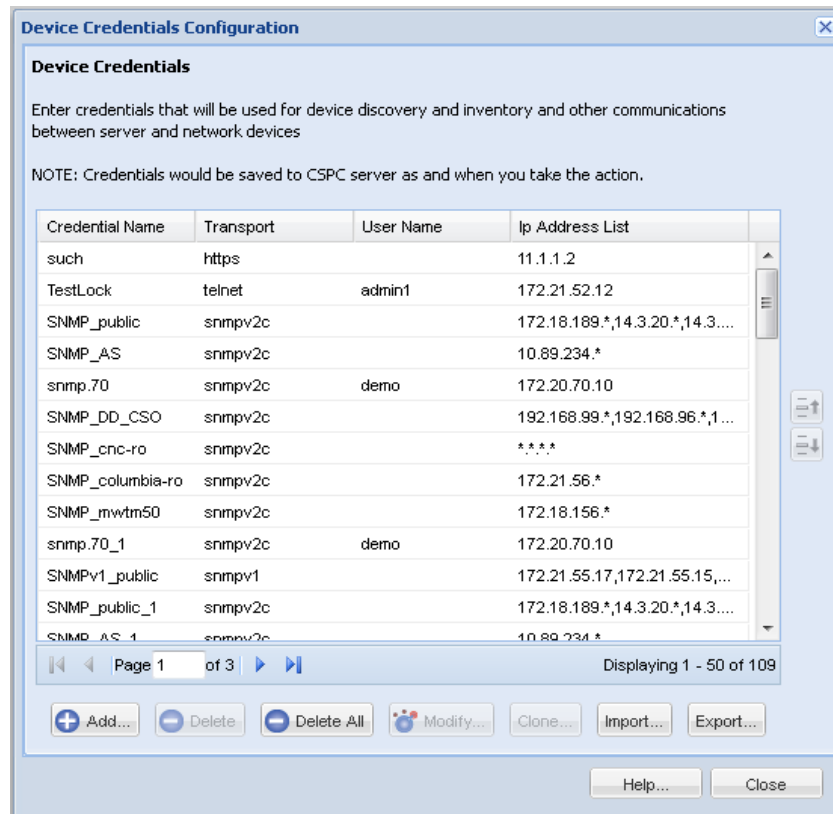 Device Credentials Configuration
Device Credentials
Enter credentials that will be used for device discovery and inventory and other communications
between server and network devices
NOTE: Credentials would be saved to CSPC server as and when you take the action.
Credential Name Transport User Name Ip Address List
such https 11.1.1.2
TestLock telnet admin1 172.21.52.12
SNMP_public snmpv2c 172.18.189.*,14.3.20.*,14.3....
SNMP_AS snmpv2c 10.89.234.*
snmp.70 snmpv2c demo 172.20.70.10
SNMP_DD_CSO snmpv2c 192.168.99.*,192.168.96.*,1...
SNMP_cnc-ro snmpv2c *.*.*.*
SNMP_columbia-ro snmpv2c 172.21.56.*
SNMP_mwtm50 snmpv2c 172.18.156.*
snmp.70_1 snmpv2c demo 172.20.70.10
SNMPv1_public snmpv1 172.21.55.17,172.21.55.15,...
SNMP_public_1 snmpv2c 172.18.189.*,14.3.20.*,14.3....
SNMP_AS_1 snmpv2c 10.89.234.*
Page 1 of 3 Displaying 1 - 50 of 109
Add... Delete Delete All Modify... Clone... Import... Export...
Help... Close